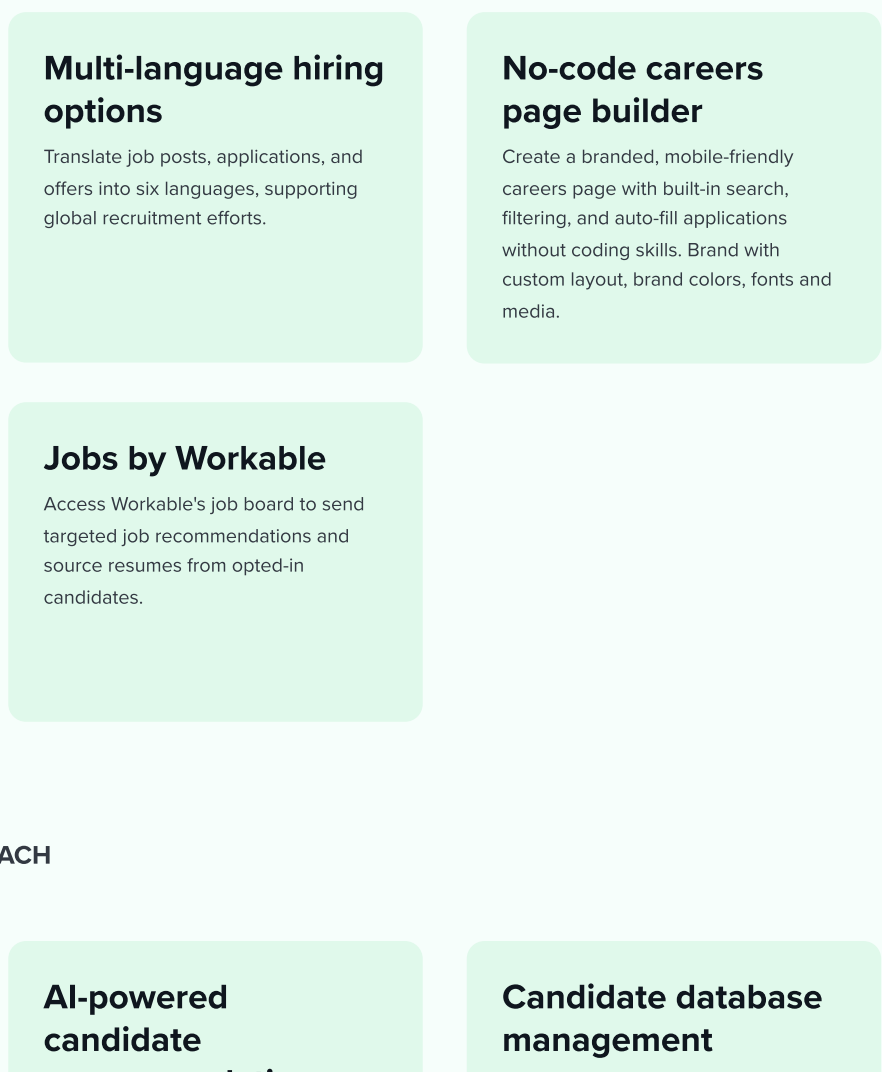 Multi-language hiring
options
Translate job posts, applications, and
offers into six languages, supporting
global recruitment efforts.
No-code careers
page builder
Create a branded, mobile-friendly
careers page with built-in search,
filtering, and auto-fill applications
without coding skills. Brand with
custom layout, brand colors, fonts and
media.
Jobs by Workable
Access Workable's job board to send
targeted job recommendations and
source resumes from opted-in
candidates.
ACH
AI-powered
candidate
Candidate database
management